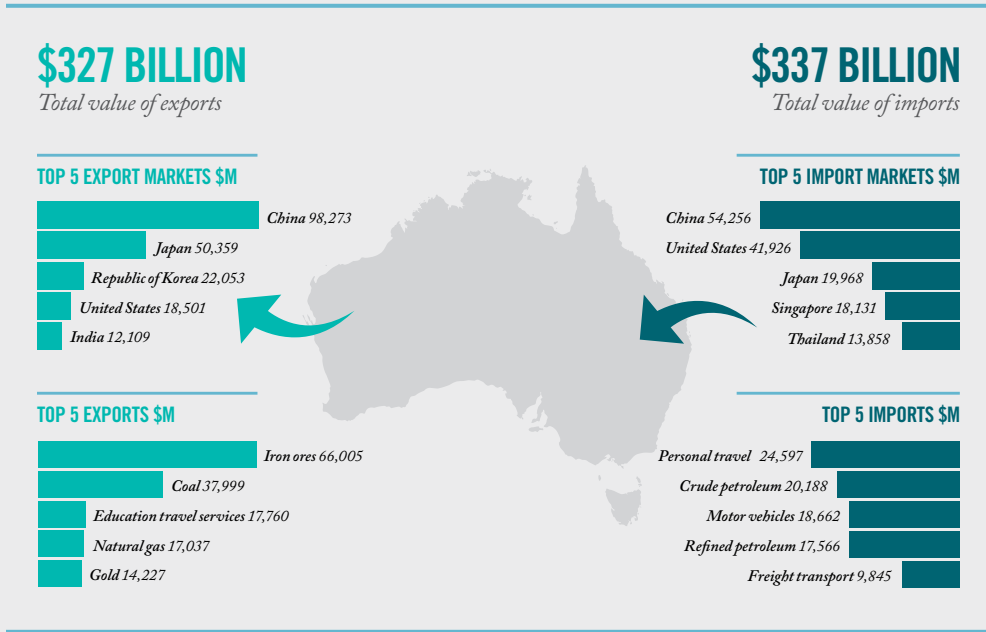 $327 BILLION
Total value of exports
$337 BILLION
Total value of imports
TOP 5 EXPORT MARKETS $M
China 98,273
Japan 50,359
Republic of Korea 22,053
United States 18,501
India 12,109
TOP 5 IMPORT MARKETS $M
China 54,256
United States 41,926
Japan 19,968
Singapore 18,131
Thailand 13,858
TOP 5 EXPORTS $M
Iron ores 66,005
Coal 37,999
Education travel services 17,760
Natural gas 17,037
Gold 14,227
TOP 5 IMPORTS $M
Personal travel 24,597
Crude petroleum 20,188
Motor vehicles 18,662
Refined petroleum 17,566
Freight transport 9,845